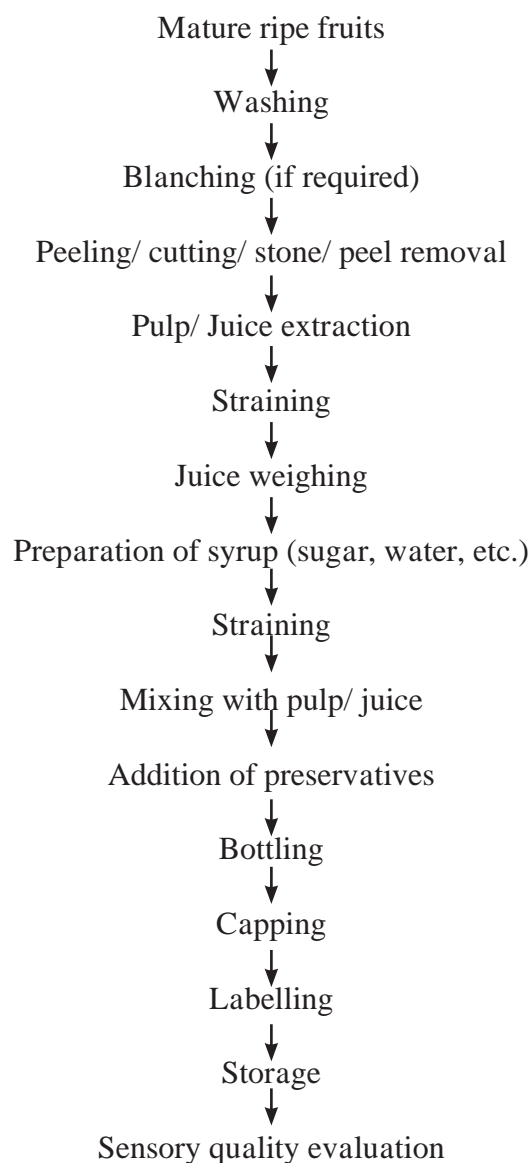 Mature ripe fruits
Washing
Blanching (if required)
Peeling/ cutting/ stone/ peel removal
Pulp/ Juice extraction
Straining
Juice weighing
Preparation of syrup (sugar, water, etc.)
Straining
Mixing with pulp/ juice
Addition of preservatives
Bottling
Capping
Labelling
Storage
Sensory quality evaluation